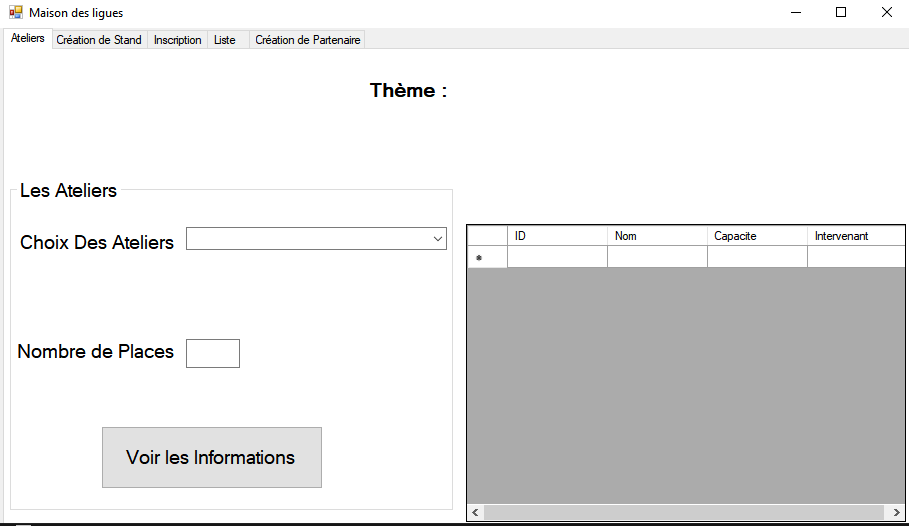 Maison des ligues
Ateliers Création de Stand Inscription Liste Création de Partenaire
Thème :
Les Ateliers
Choix Des Ateliers
Nombre de Places
Voir les Informations
ID Nom Capacite Intervenant
*